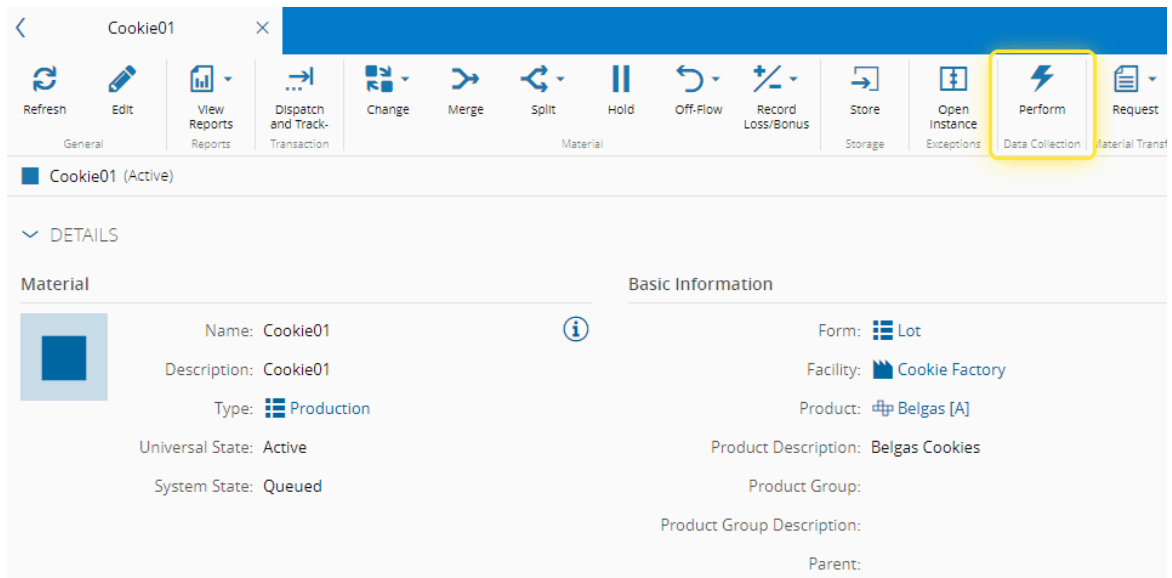 Cookie01
Refresh
Edit
View Reports
Dispatch and Track-
...
Change
Merge
Split
Hold
Off-Flow
Record Loss/Bonus
Store
Open Instance
Perform
Request
General
Reports
Transaction
Material
Storage
Exceptions
Data Collection
Material Transf
Cookie01 (Active)
DETAILS
Material
Name: Cookie01
Description: Cookie01
Type: Production
Universal State: Active
System State: Queued
Basic Information
Form: Lot
Facility: Cookie Factory
Product: Belgas [A]
Product Description: Belgas Cookies
Product Group:
Product Group Description:
Parent: